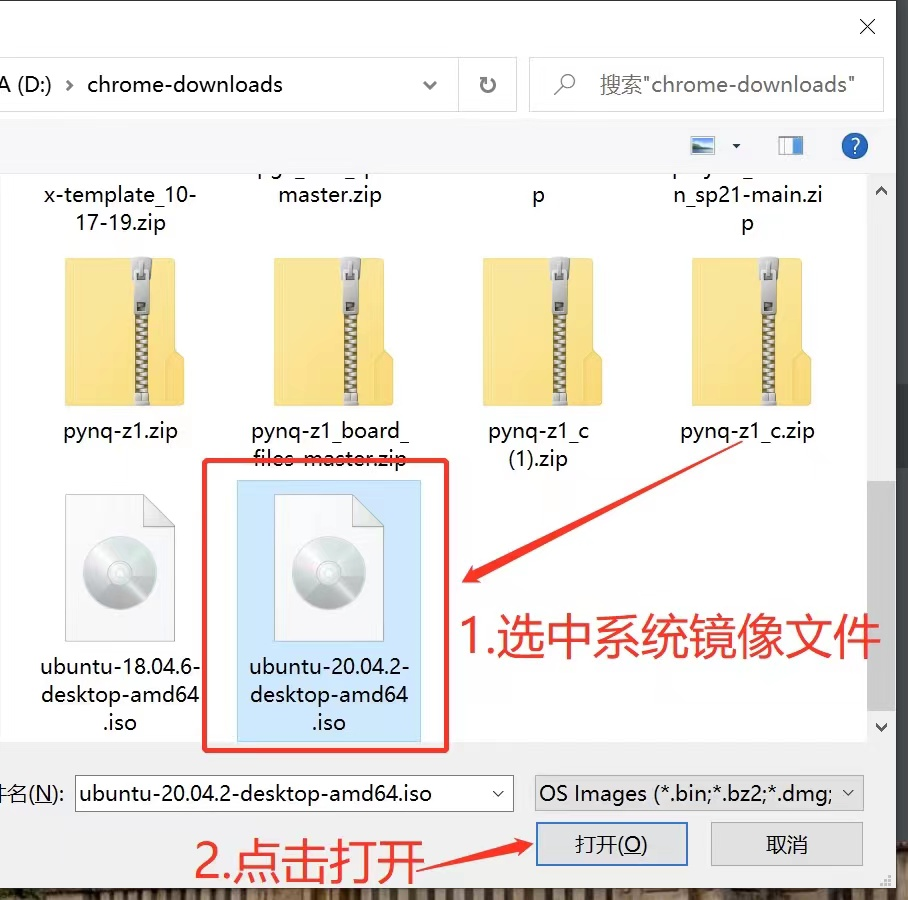 A (D:) > chrome-downloads
搜索"chrome-downloads"
?
x-template_10-
17-19.zip
master.zip
p
n_sp21-main.zi
p
pynq-z1.zip
pynq-z1_board_
files-master.zip
pynq-z1_c
(1).zip
pynq-z1_c.zip
ubuntu-18.04.6-
desktop-amd64
.iso
ubuntu-20.04.2-
desktop-amd64
.iso
1.选中系统镜像文件
件名(N):
ubuntu-20.04.2-desktop-amd64.iso
OS Images (*.bin;*.bz2;*.dmg;
2.点击打开
打开(O)
取消